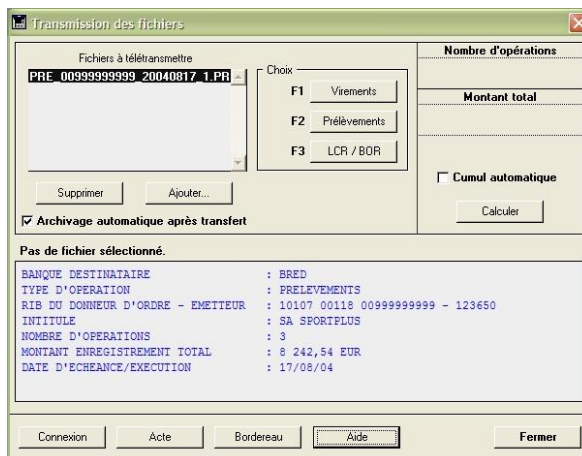 Transmission des fichiers
Fichiers à télétransmettre
PRE_00999999999_20040817_1.PR
Choix
F1 Virements
F2 Prélèvements
F3 LCR / BOR
Supprimer Ajouter...
Archivage automatique après transfert
Nombre d'opérations
Montant total
Cumul automatique
Calculer
Pas de fichier sélectionné.
BANQUE DESTINATAIRE : BRED
TYPE D'OPERATION : PRELEVEMENTS
RIB DU DONNEUR D'ORDRE - EMETTEUR : 10107 00118 00999999999 - 123650
INTITULE : SA SPORTPLUS
NOMBRE D'OPERATIONS : 3
MONTANT ENREGISTREMENT TOTAL : 8 242,54 EUR
DATE D'ECHEANCE/EXECUTION : 17/08/04
Connexion Acte Bordereau Aide Fermer